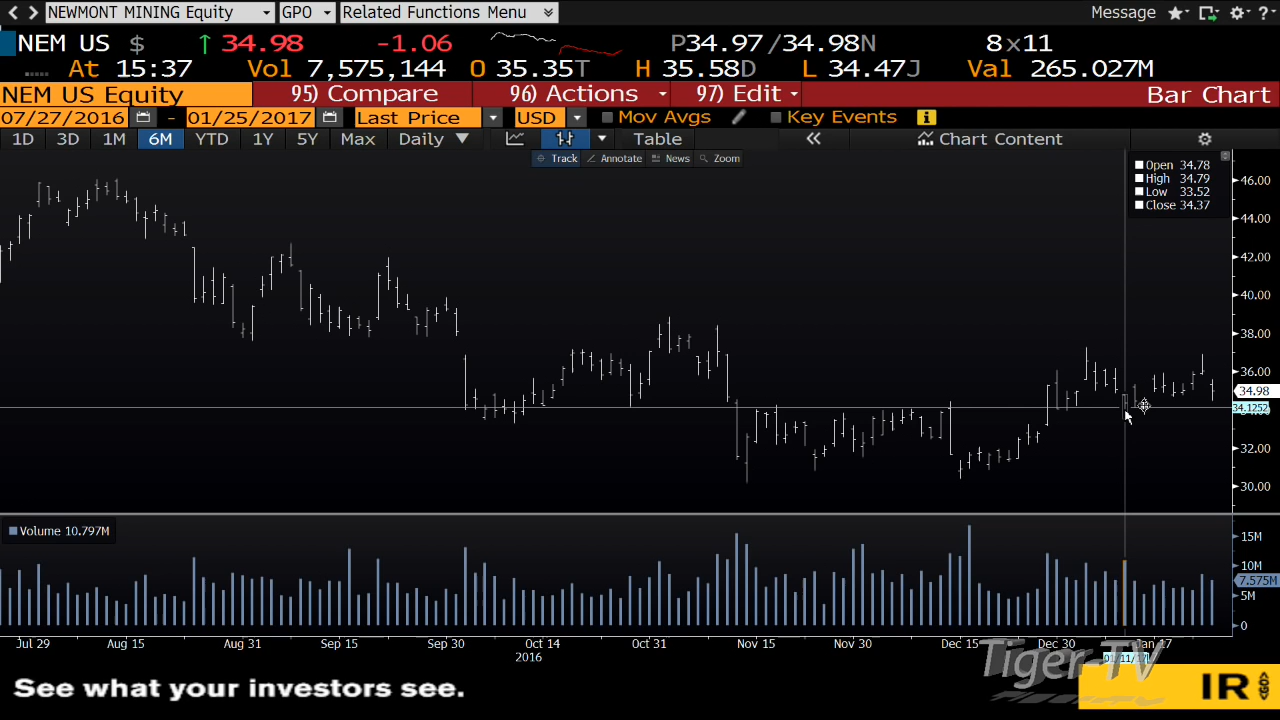 NEWMONT MINING Equity GPO Related Functions Menu Message
NEM US $ ↑ 34.98 -1.06 P34.97/34.98N 8x11
At 15:37 Vol 7,575,144 O 35.35T H 35.58D L 34.47J Val 265.027M
NEM US Equity 95) Compare 96) Actions 97) Edit Bar Chart
07/27/2016 - 01/25/2017 Last Price USD Mov Avgs Key Events
1D 3D 1M 6M YTD 1Y 5Y Max Daily Table Chart Content
Track Annotate News Zoom
Open 34.78
High 34.79
Low 33.52
Close 34.37
46.00
44.00
42.00
40.00
38.00
36.00
34.98
34.1252
32.00
30.00
Volume 10.797M
15M
10M
7.575M
5M
0
Jul 29 Aug 15 Aug 31 Sep 15 Sep 30 Oct 14 Oct 31 Nov 15 Nov 30 Dec 15 Dec 30 Jan 17
2016 01/11/17
Tiger-TV
See what your investors see. IR